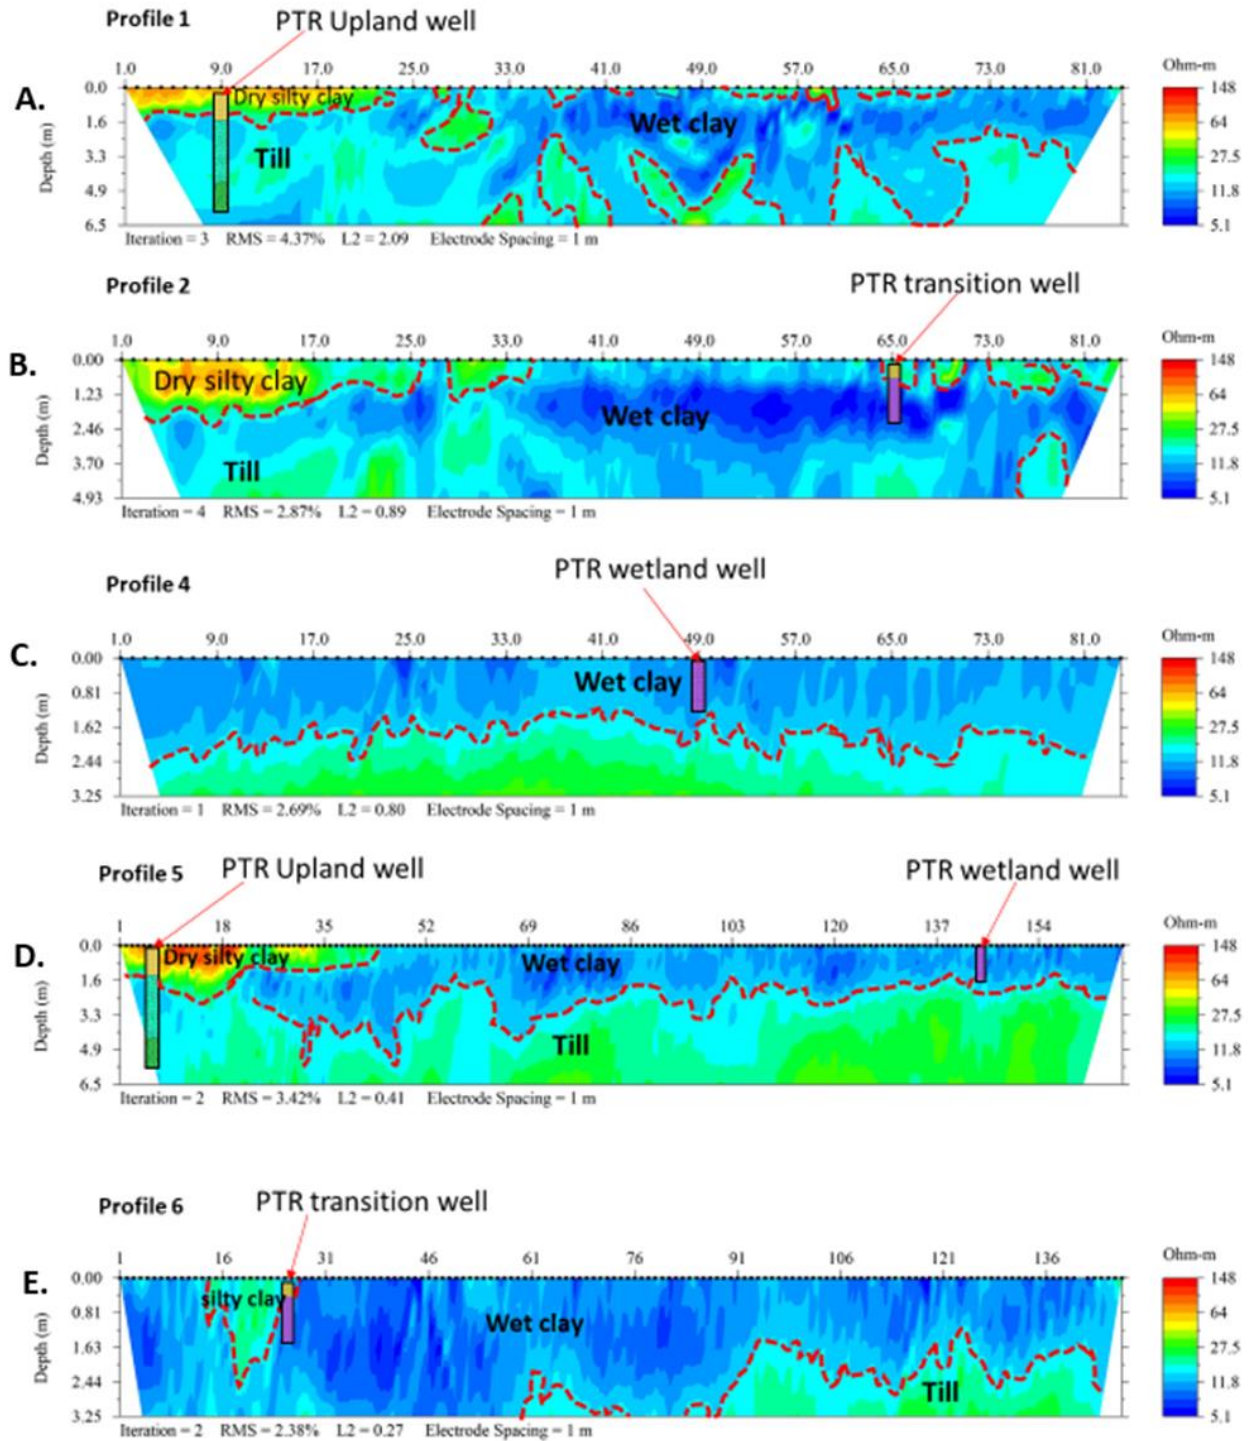 Profile 1
PTR Upland well
1.0 9.0 17.0 25.0 33.0 41.0 49.0 57.0 65.0 73.0 81.0
Ohm-m
A.
Depth (m)
0.0
1.6
3.3
4.9
6.5
Dry silty clay
Wet clay
Till
148
64
27.5
11.8
5.1
Iteration = 3 RMS = 4.37% L2 = 2.09 Electrode Spacing = 1 m
Profile 2
PTR transition well
1.0 9.0 17.0 25.0 33.0 41.0 49.0 57.0 65.0 73.0 81.0
Ohm-m
B.
Depth (m)
0.00
1.23
2.46
3.70
4.93
Dry silty clay
Wet clay
Till
148
64
27.5
11.8
5.1
Iteration = 4 RMS = 2.87% L2 = 0.89 Electrode Spacing = 1 m
PTR wetland well
Profile 4
1.0 9.0 17.0 25.0 33.0 41.0 49.0 57.0 65.0 73.0 81.0
Ohm-m
C.
Depth (m)
0.00
0.81
1.62
2.44
3.25
Wet clay
148
64
27.5
11.8
5.1
Iteration = 1 RMS = 2.69% L2 = 0.80 Electrode Spacing = 1 m
Profile 5
PTR Upland well
PTR wetland well
1 18 35 52 69 86 103 120 137 154
Ohm-m
D.
Depth (m)
0.0
1.6
3.3
4.9
6.5
Dry silty clay
Wet clay
Till
148
64
27.5
11.8
5.1
Iteration = 2 RMS = 3.42% L2 = 0.41 Electrode Spacing = 1 m
Profile 6
PTR transition well
1 16 31 46 61 76 91 106 121 136
Ohm-m
E.
Depth (m)
0.00
0.81
1.63
2.44
3.25
silty clay
Wet clay
Till
148
64
27.5
11.8
5.1
Iteration = 2 RMS = 2.38% L2 = 0.27 Electrode Spacing = 1 m